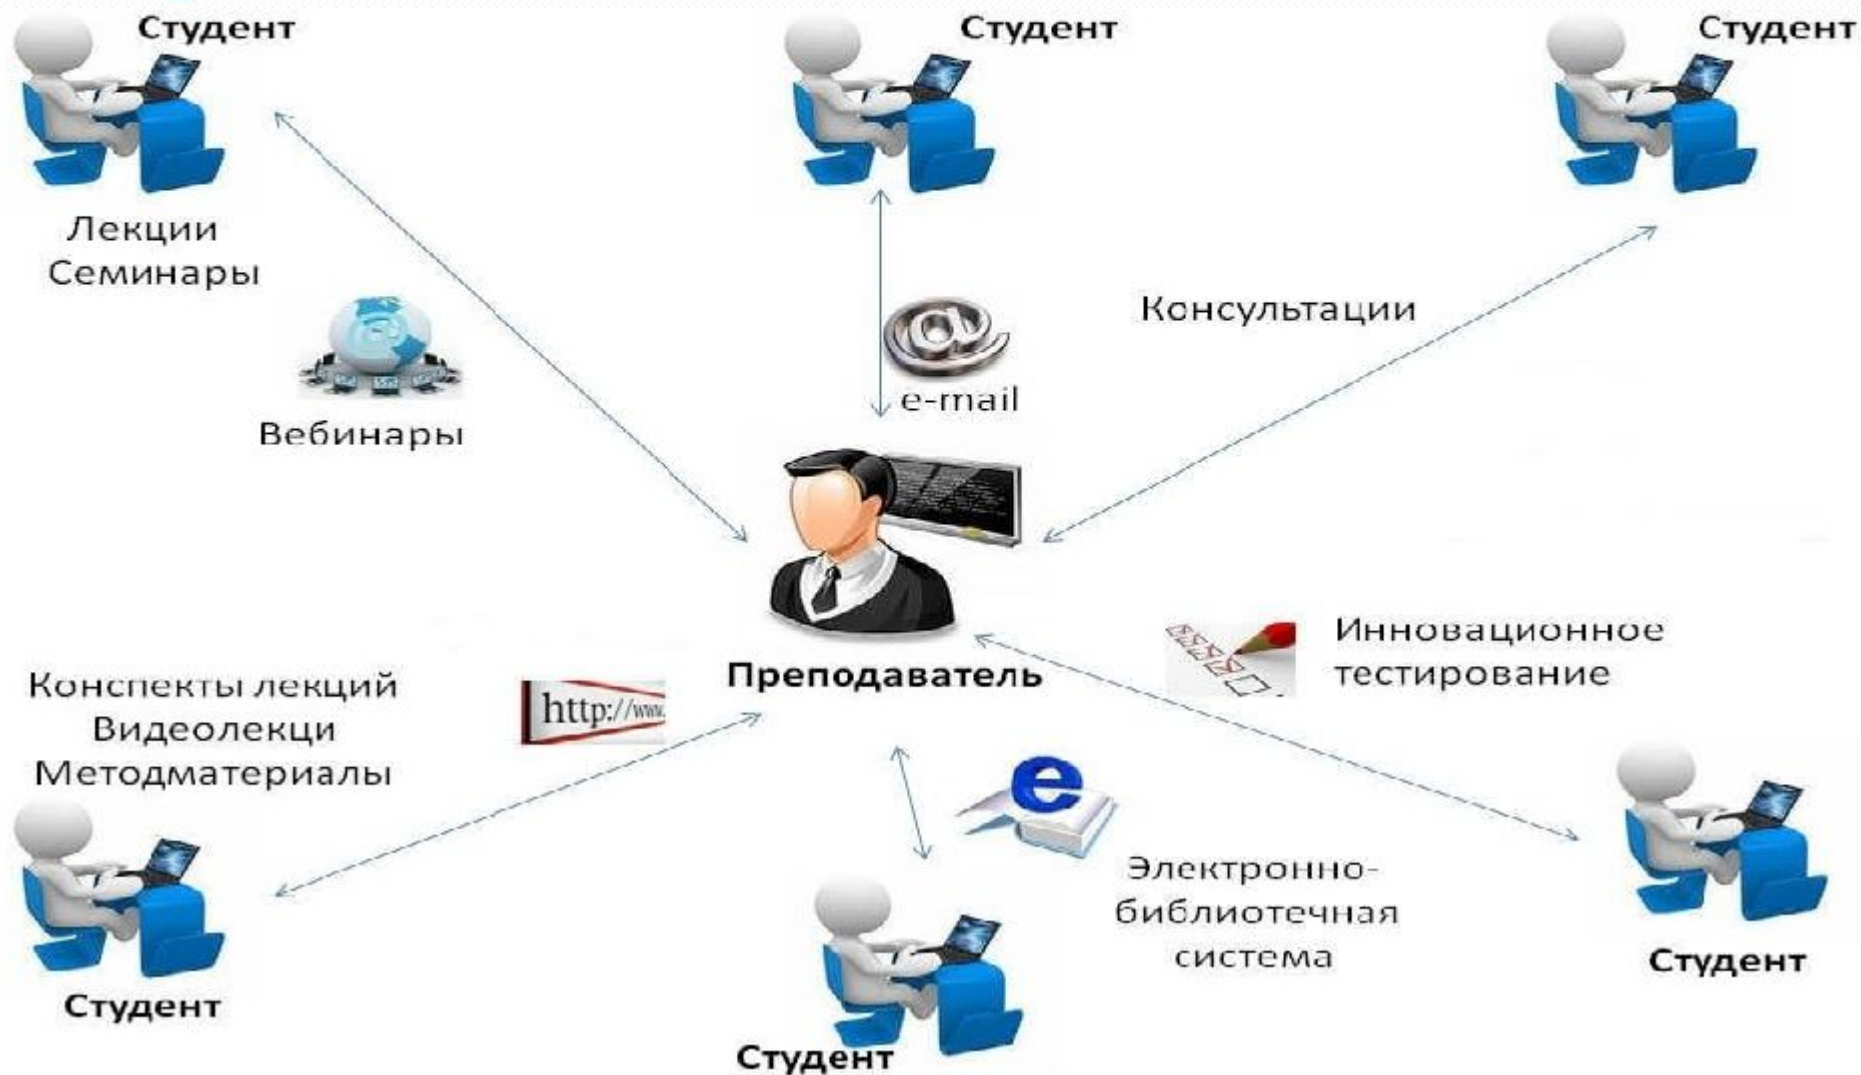 Студент
Студент
Студент
Лекции
Семинары
Консультации
e-mail
Вебинары
Инновационное
тестирование
Преподаватель
Конспекты лекций
Видеолекци
Методматериалы
http://www.
Электронно-
библиотечная
система
Студент
Студент
Студент